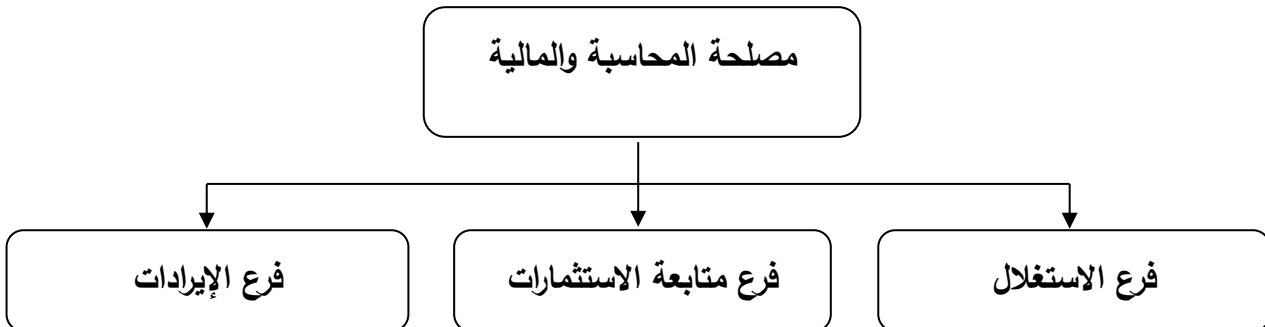 مصلحة المحاسبة والمالية
فرع الاستغلال
فرع متابعة الاستثمارات
فرع الإيرادات